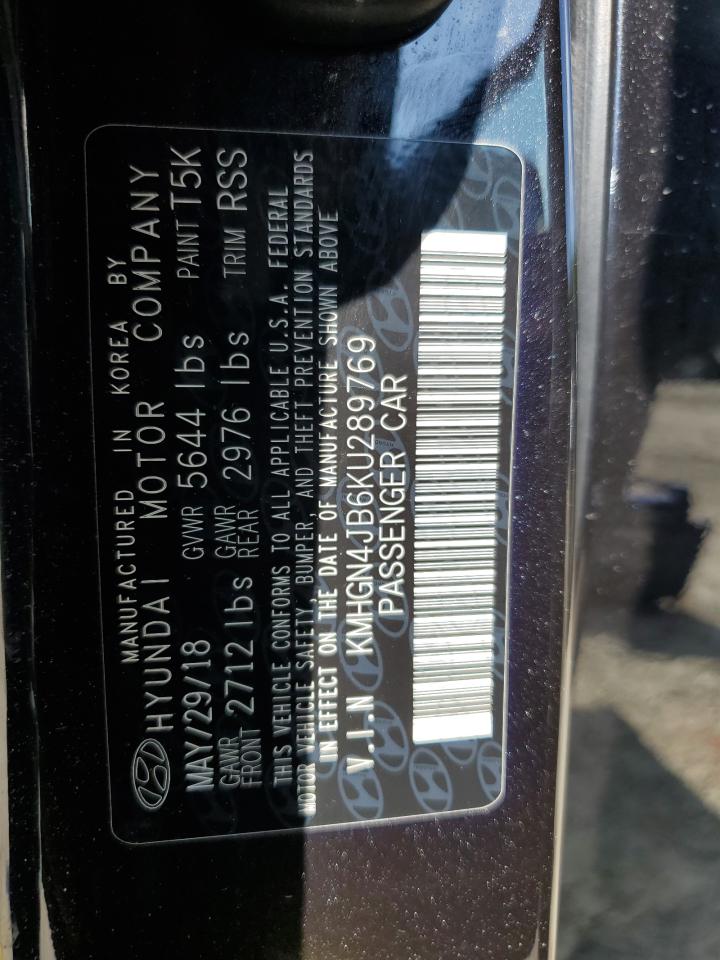 MANUFACTURED IN KOREA BY
HYUNDAI MOTOR COMPANY
MAY/29/18 GVWR 5644 lbs PAINT T5K
GAWR FRONT 2712 lbs GAWR REAR 2976 lbs TRIM RSS
THIS VEHICLE CONFORMS TO ALL APPLICABLE U.S.A. FEDERAL
MOTOR VEHICLE SAFETY, BUMPER, AND THEFT PREVENTION STANDARDS
IN EFFECT ON THE DATE OF MANUFACTURE SHOWN ABOVE
V.I.N KMHGN4JB6KU289769
PASSENGER CAR